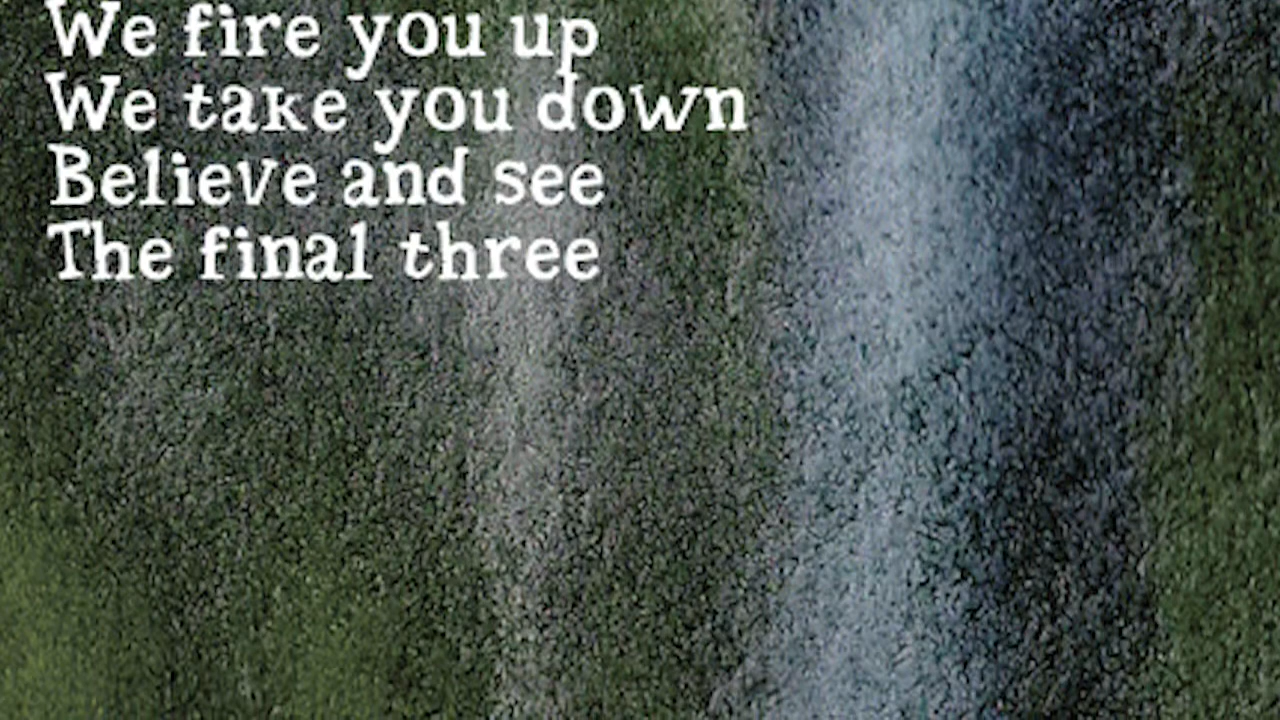 We fire you up
We take you down
Believe and see
The final three